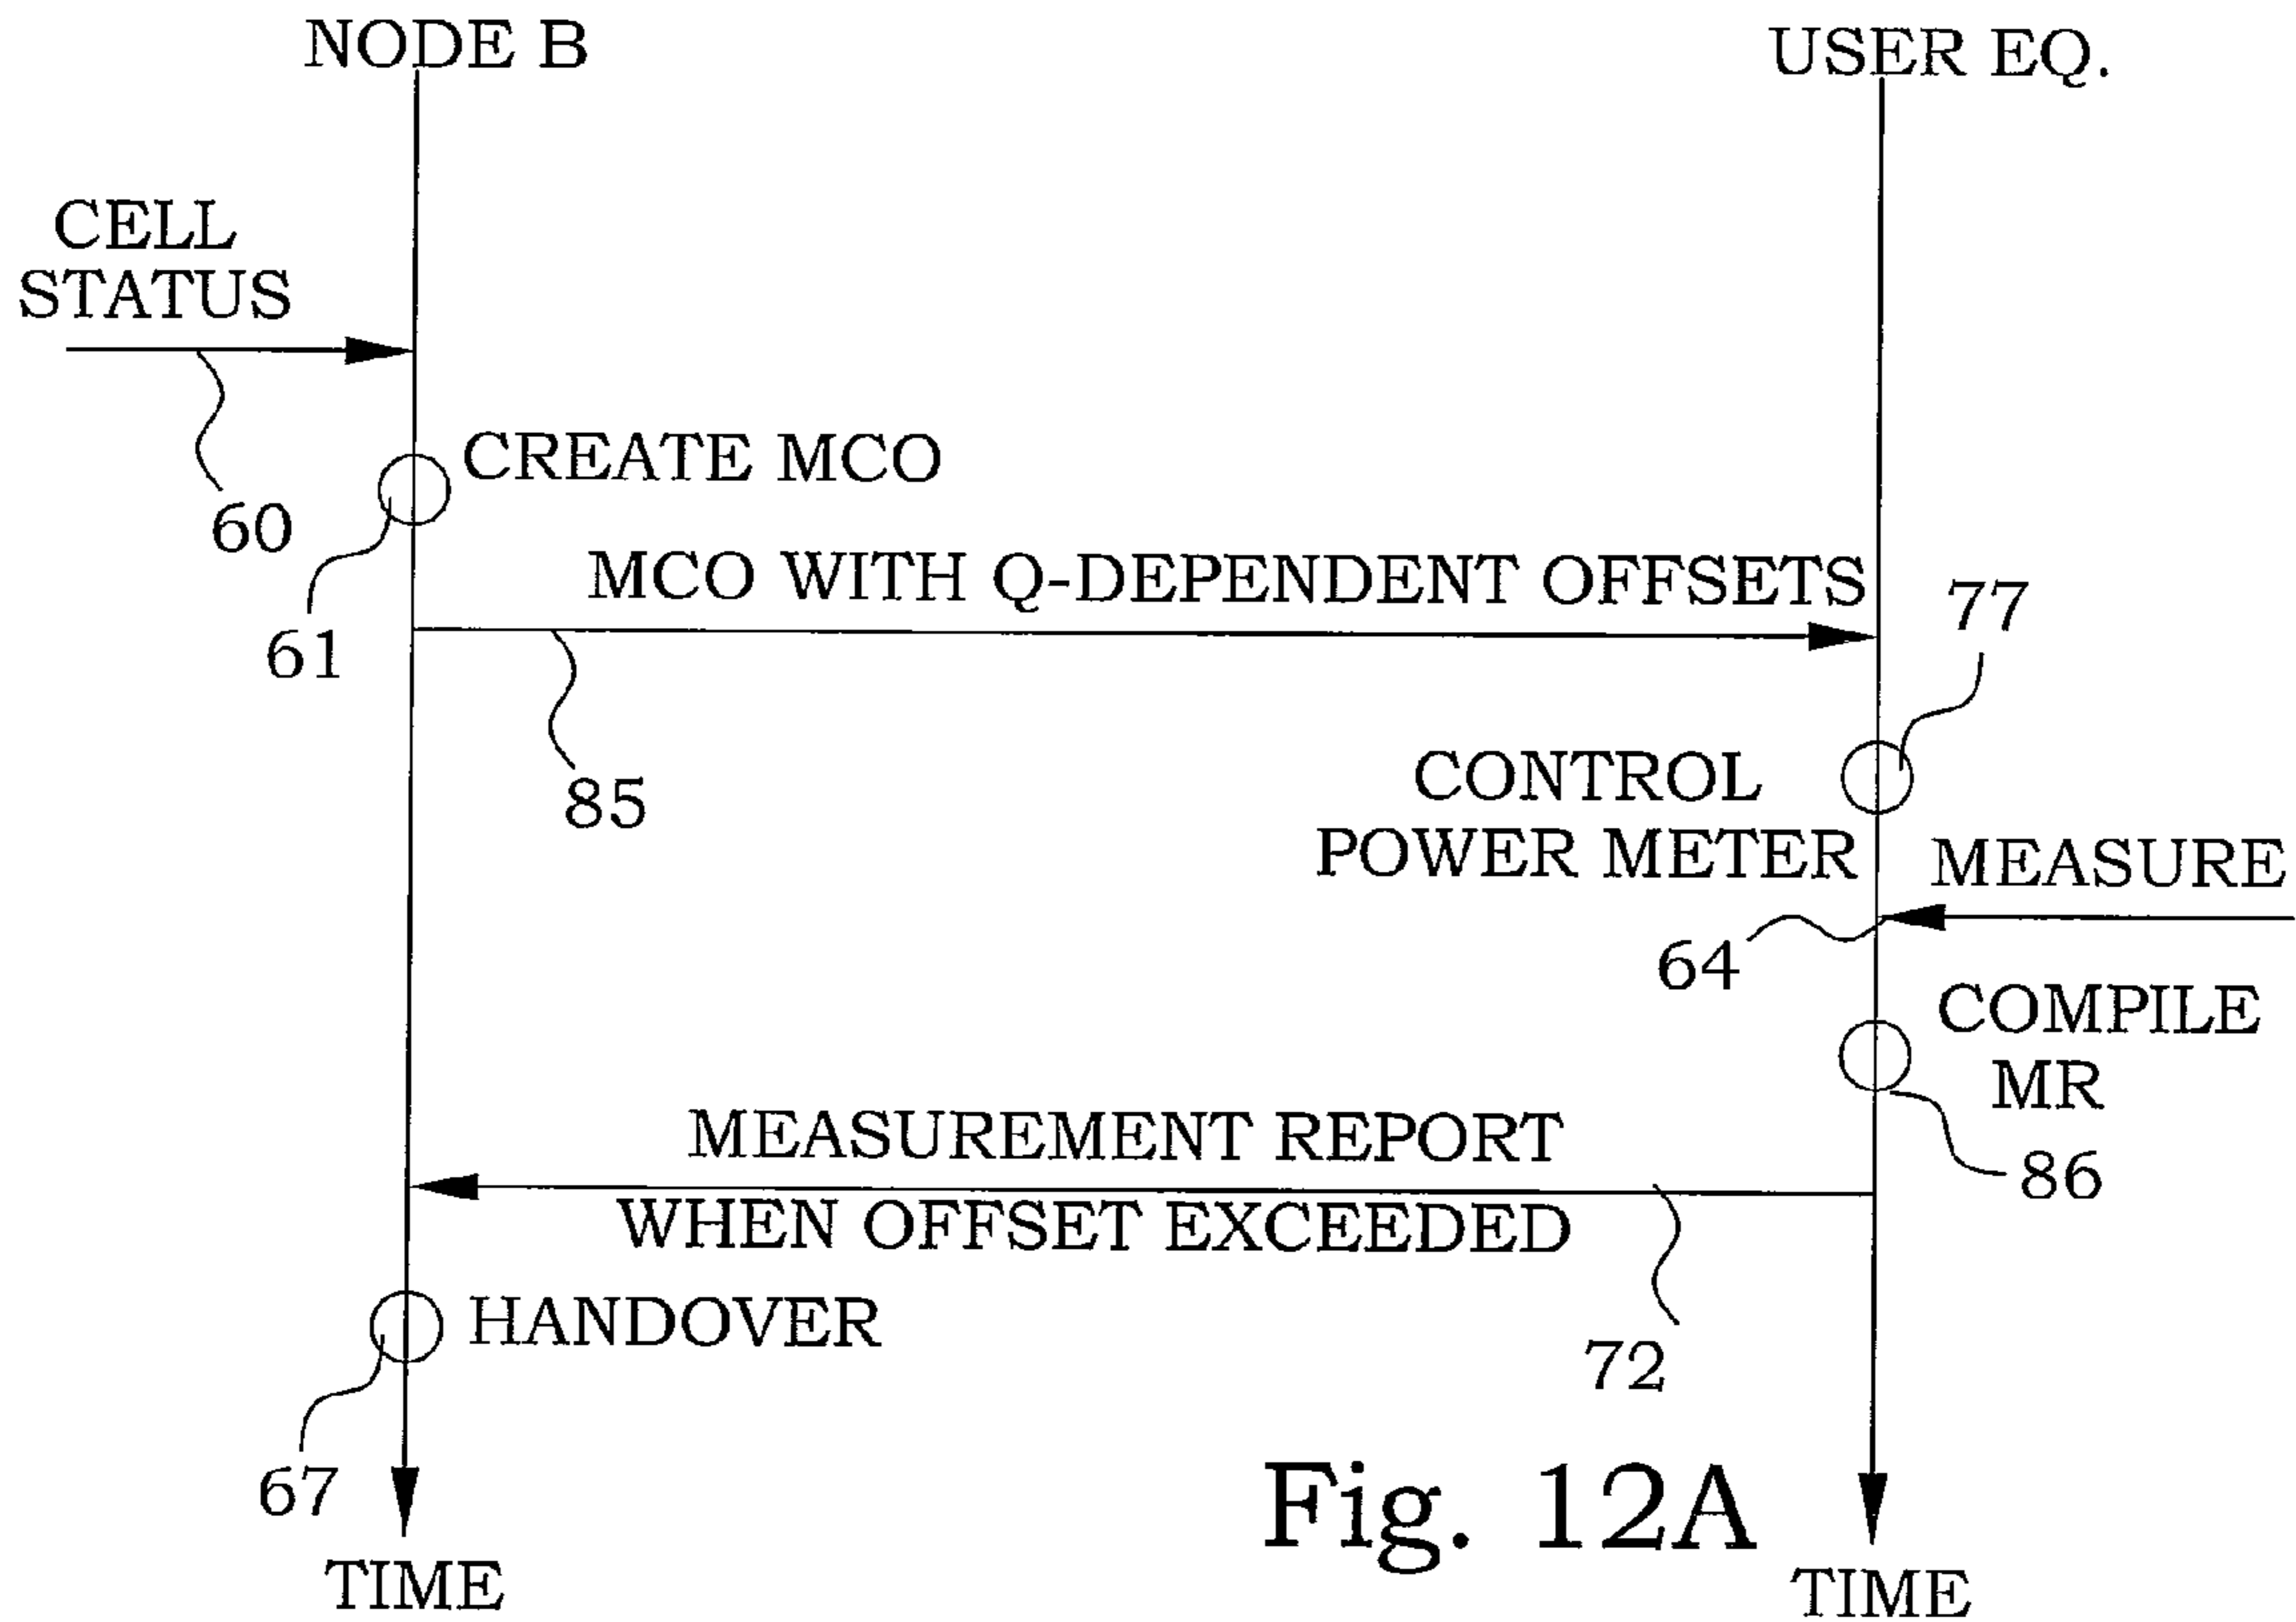 NODE B
USER EQ.
CELL
STATUS
60
CREATE MCO
61
MCO WITH Q-DEPENDENT OFFSETS
85
77
CONTROL
POWER METER
MEASURE
64
COMPILE
MR
86
MEASUREMENT REPORT
WHEN OFFSET EXCEEDED
72
HANDOVER
67
Fig. 12A
TIME
TIME